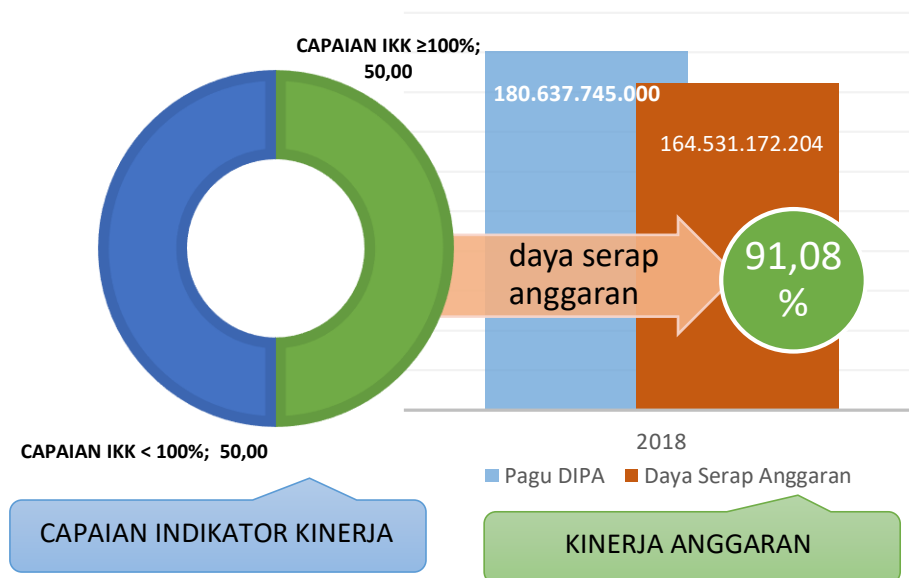 CAPAIAN IKK ≥100%;
50,00
180.637.745.000
164.531.172.204
daya serap
anggaran
91,08
%
CAPAIAN IKK < 100%; 50,00
2018
Pagu DIPA
Daya Serap Anggaran
CAPAIAN INDIKATOR KINERJA
KINERJA ANGGARAN